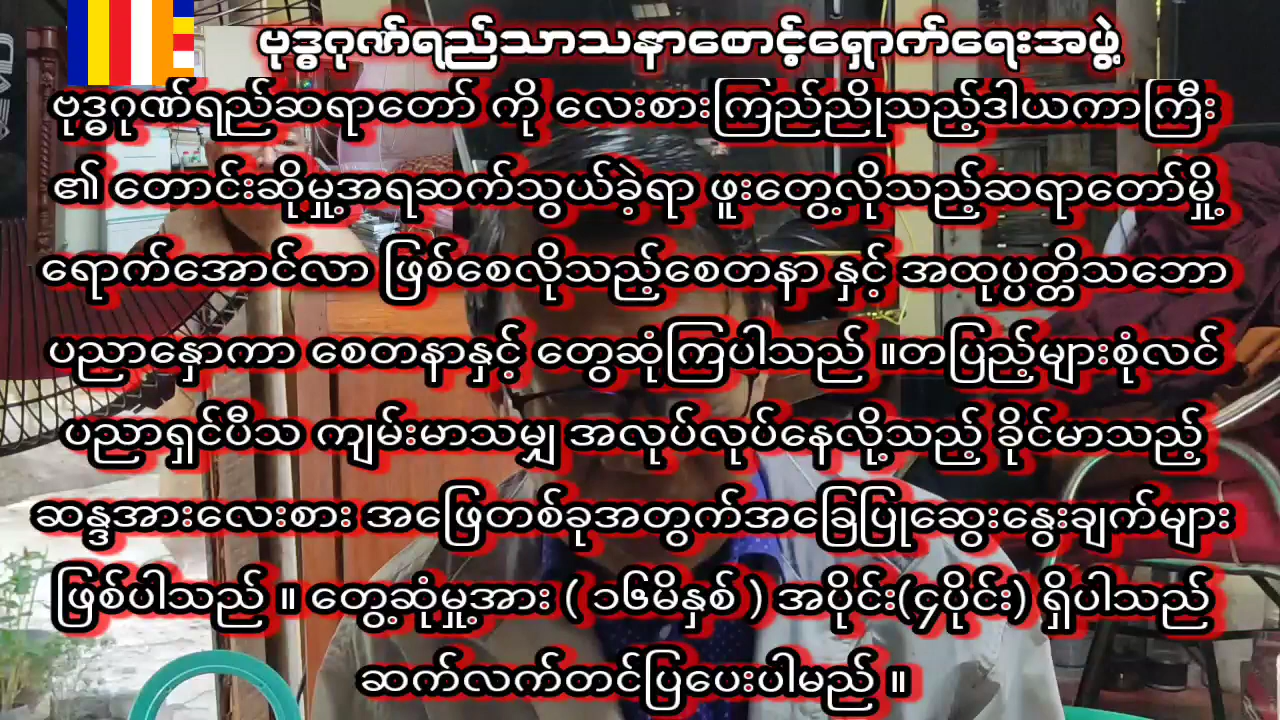 ဗုဒ္ဓဂုဏ်ရည်သာသနာစောင့်ရှောက်ရေးအဖွဲ့
ဗုဒ္ဓဂုဏ်ရည်ဆရာတော် ကို လေးစားကြည်ညိုသည့်ဒါယကာကြီး
၏ တောင်းဆိုမှု့အရဆက်သွယ်ခဲ့ရာ ဖူးတွေ့လိုသည့်ဆရာတော်မှို့
ရောက်အောင်လာ ဖြစ်စေလိုသည့်စေတနာ နှင့် အထုပ္ပတ္တိသဘော
ပညာနှောကာ စေတနာနှင့် တွေဆုံကြပါသည် ။တပြည့်များစုံလင်
ပညာရှင်ပီသ ကျမ်းမာသမျှ အလုပ်လုပ်နေလို့သည့် ခိုင်မာသည့်
ဆန္ဒအားလေးစား အဖြေတစ်ခုအတွက်အခြေပြုဆွေးနွေးချက်များ
ဖြစ်ပါသည် ။ တွေ့ဆုံမှု့အား ( ၁၆မိနှစ် ) အပိုင်း(၄ပိုင်း) ရှိပါသည်
ဆက်လက်တင်ပြပေးပါမည် ။